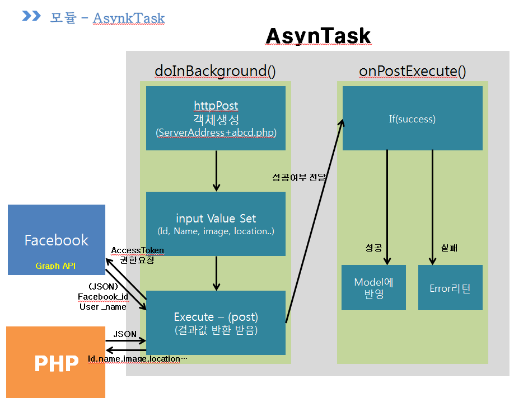 모듈 – AsynkTask
AsynTask
doInBackground()
onPostExecute()
httpPost
객체생성
(ServerAddress+abcd.php)
If(success)
성공여부 전달
input Value Set
(Id, Name, image, location..)
Facebook
Graph API
AccessToken
권한요청
성공
실패
(JSON)
Facebook_id
User_name
Model에
반영
Error리턴
Execute – (post)
(결과값 반환 받음)
PHP
JSON
Id,name,image,location…